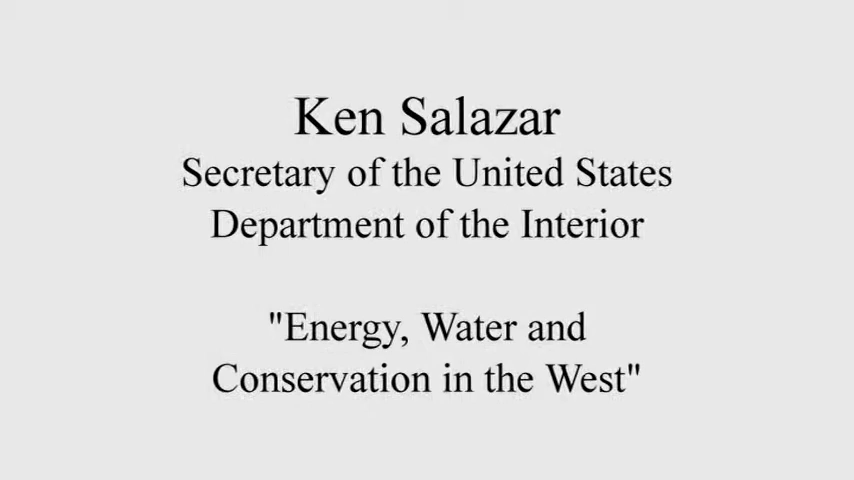 Ken Salazar
Secretary of the United States
Department of the Interior
"Energy, Water and
Conservation in the West"